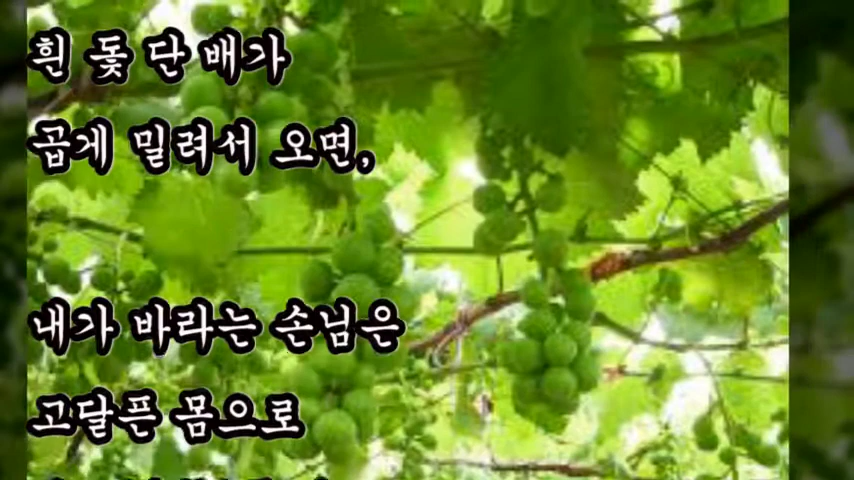 흰 돛 단 배가
곱게 밀려서 오면,
내가 바라는 손님은
고달픈 몸으로